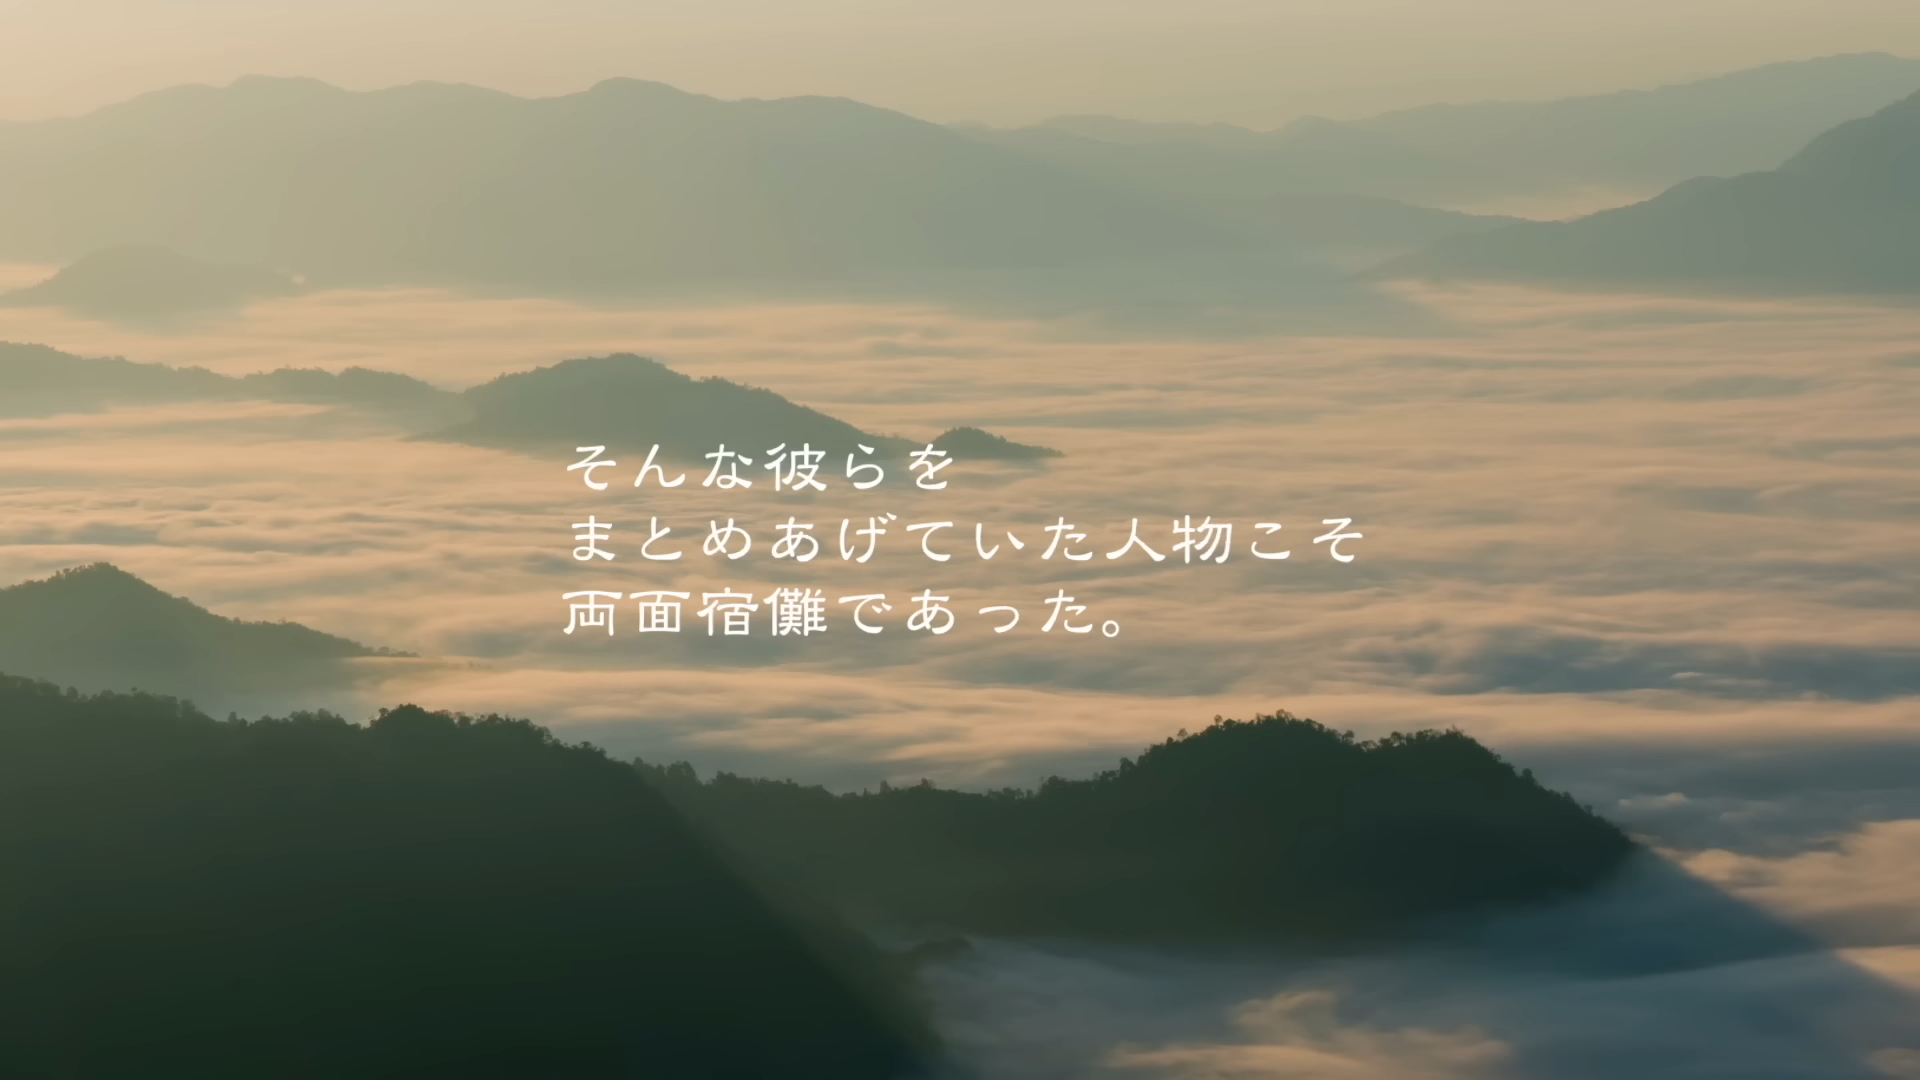 そんな彼らを
まとめあげていた人物こそ
両面宿儺であった。